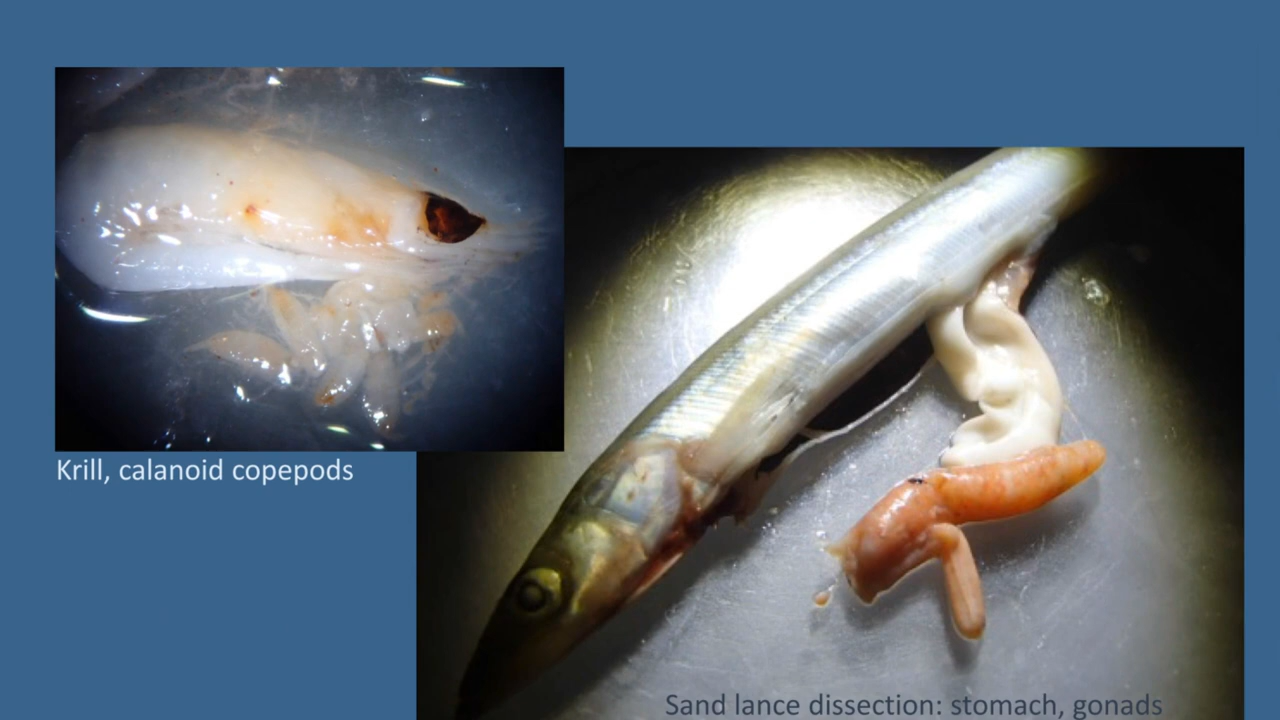 Krill, calanoid copepods
Sand lance dissection: stomach, gonads